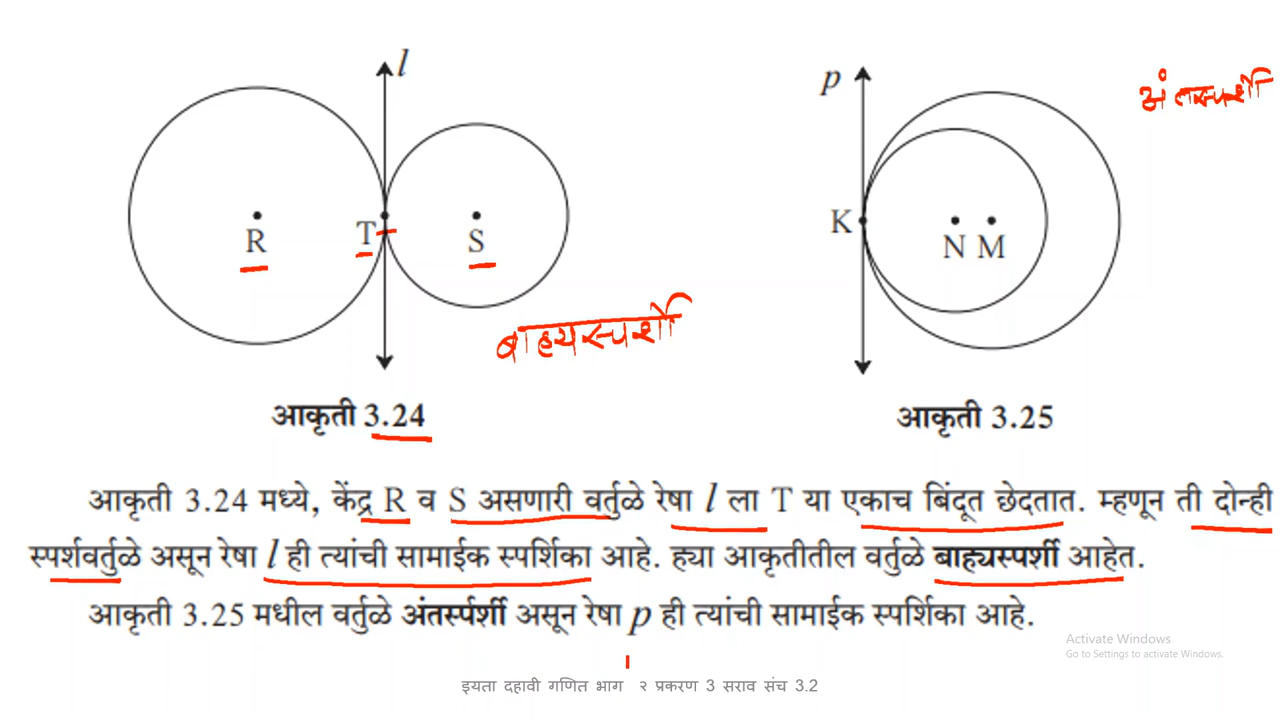 l
p
अंतस्पर्शी
R
T
S
K
N M
बाह्यस्पर्शी
आकृती 3.24
आकृती 3.25
आकृती 3.24 मध्ये, केंद्र R व S असणारी वर्तुळे रेषा l ला T या एकाच बिंदूत छेदतात. म्हणून ती दोन्ही
स्पर्शवर्तुळे असून रेषा l ही त्यांची सामाईक स्पर्शिका आहे. ह्या आकृतीतील वर्तुळे बाह्यस्पर्शी आहेत.
आकृती 3.25 मधील वर्तुळे अंतर्स्पर्शी असून रेषा p ही त्यांची सामाईक स्पर्शिका आहे.
Activate Windows
Go to Settings to activate Windows.
इयता दहावी गणित भाग २ प्रकरण 3 सराव संच 3.2